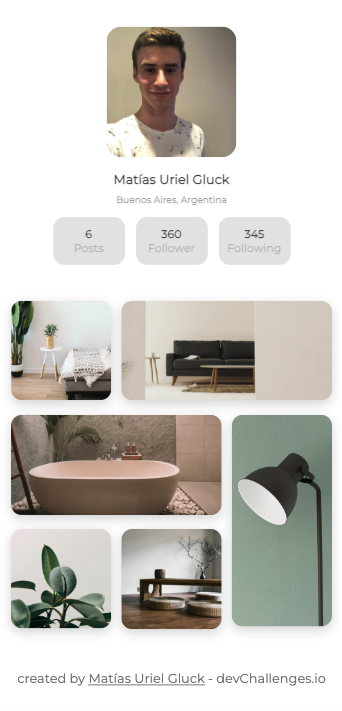 Matías Uriel Gluck
Buenos Aires, Argentina
6
Posts
360
Follower
345
Following
created by Matías Uriel Gluck - devChallenges.io